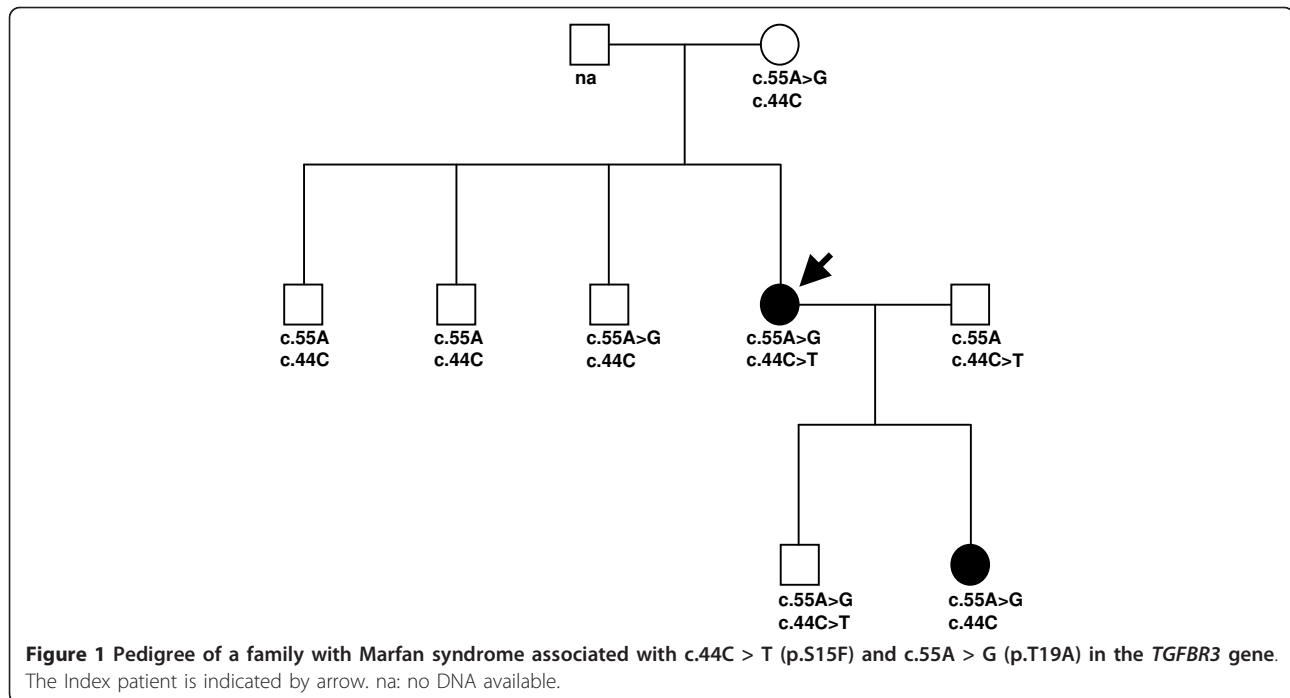 na
c.55A>G
c.44C
c.55A
c.44C
c.55A
c.44C
c.55A>G
c.44C
c.55A>G
c.44C>T
c.55A
c.44C>T
c.55A>G
c.44C>T
c.55A>G
c.44C
Figure 1 Pedigree of a family with Marfan syndrome associated with c.44C > T (p.S15F) and c.55A > G (p.T19A) in the TGFBR3 gene.
The Index patient is indicated by arrow. na: no DNA available.